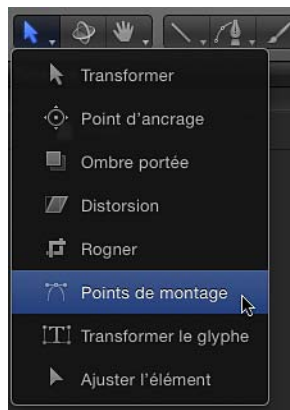 Transformer
Point d'ancrage
Ombre portée
Distorsion
Rogner
Points de montage
Transformer le glyphe
Ajuster l'élément